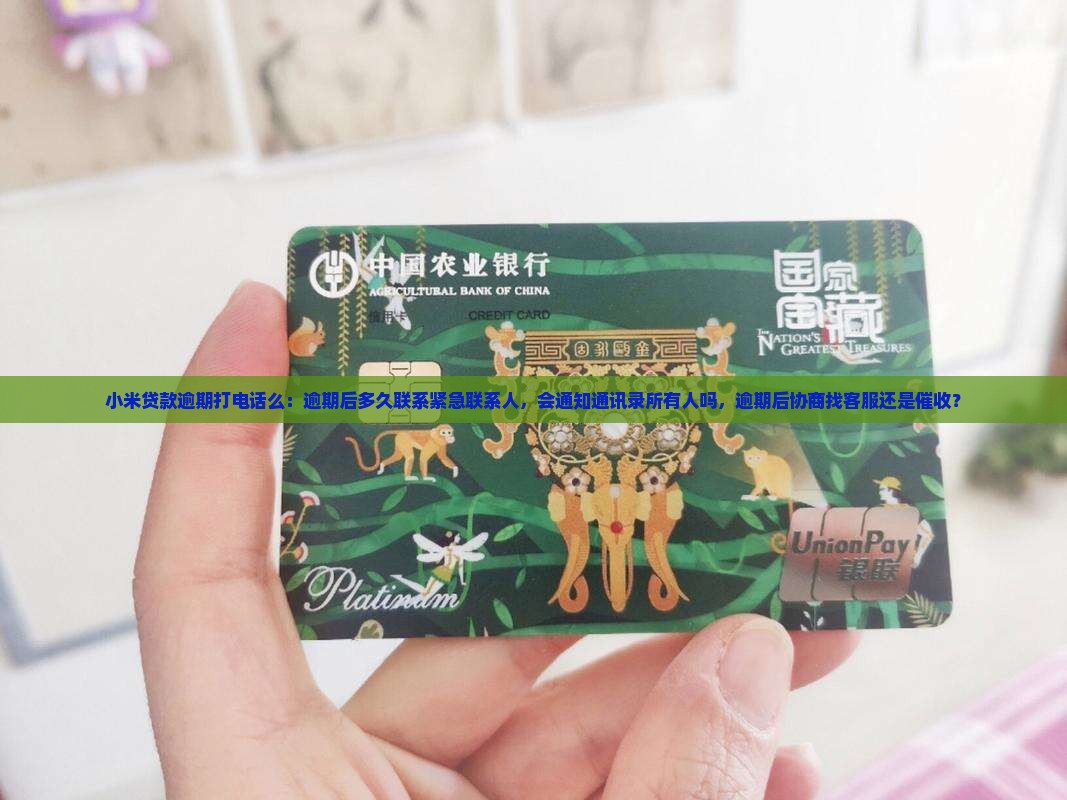 中国农业银行
AGRICULTURAL BANK OF CHINA
信用卡 CREDIT CARD
国家宝藏
THE NATION'S GREATEST TREASURES
小米贷款逾期打电话么：逾期后多久联系紧急联系人，会通知通讯录所有人吗，逾期后协商找客服还是催收？
UnionPay
银联
Platinum